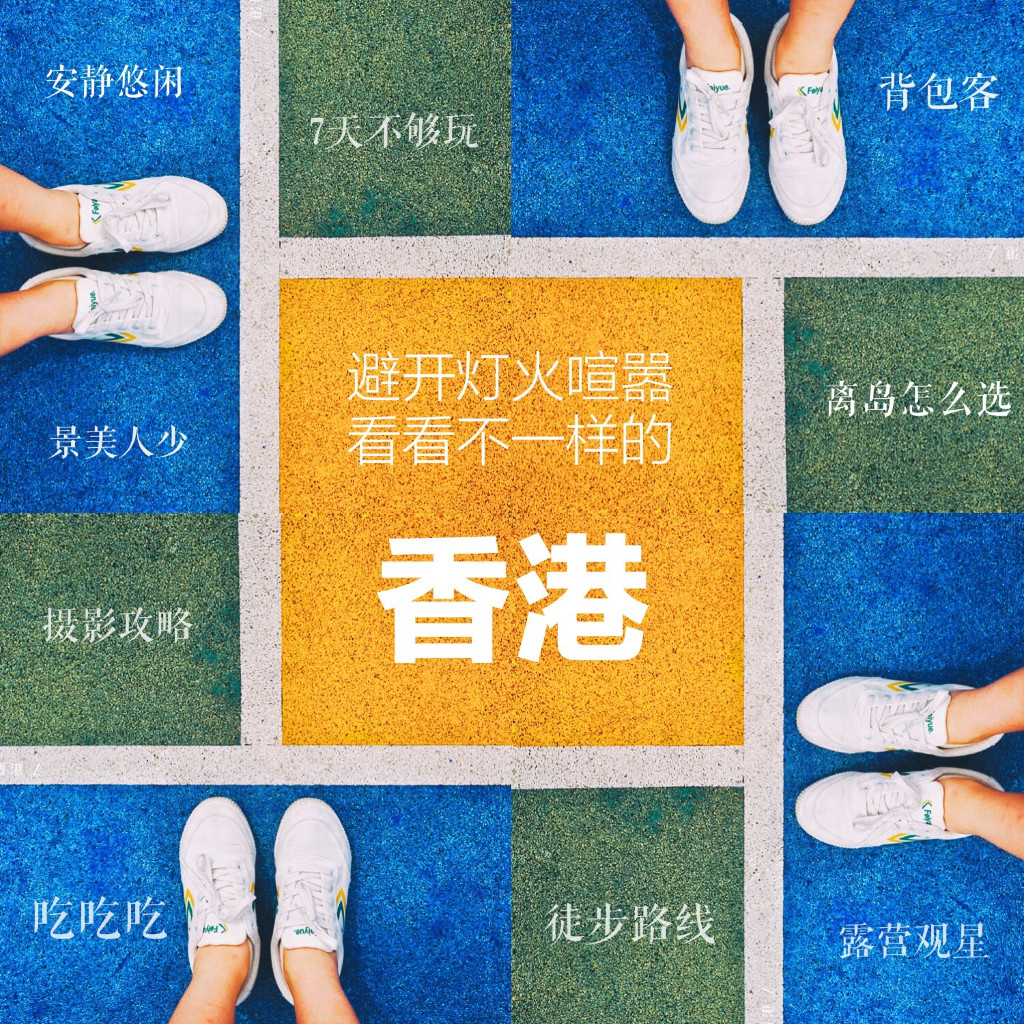 安静悠闲
7天不够玩
背包客
Feiyue.
景美人少
避开灯火喧嚣
看看不一样的
香港
离岛怎么选
摄影攻略
吃吃吃
徒步路线
露营观星